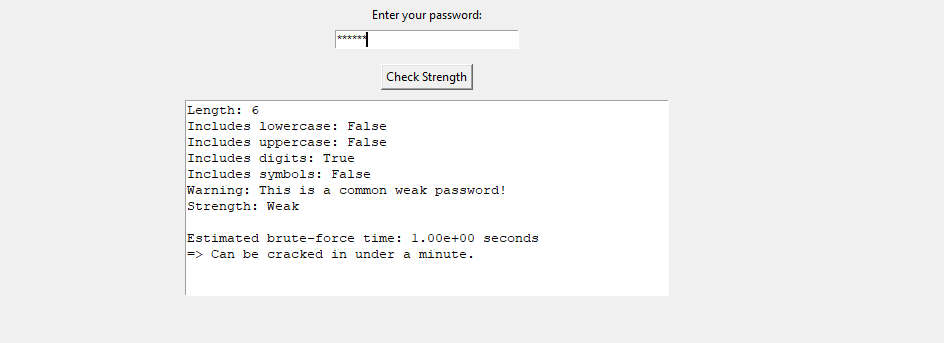 Enter your password:
******
Check Strength
Length: 6
Includes lowercase: False
Includes uppercase: False
Includes digits: True
Includes symbols: False
Warning: This is a common weak password!
Strength: Weak
Estimated brute-force time: 1.00e+00 seconds
=> Can be cracked in under a minute.